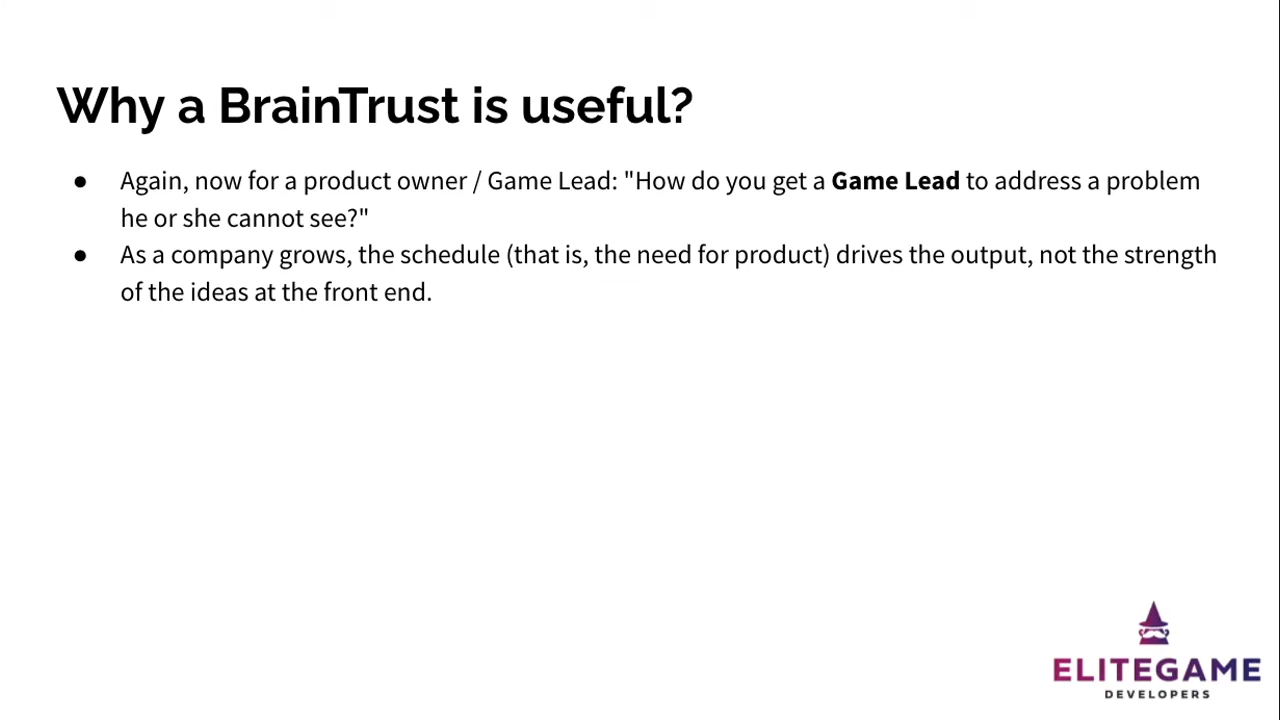 Why a BrainTrust is useful?
● Again, now for a product owner / Game Lead: "How do you get a Game Lead to address a problem
he or she cannot see?"
● As a company grows, the schedule (that is, the need for product) drives the output, not the strength
of the ideas at the front end.
ELITEGAME
DEVELOPERS